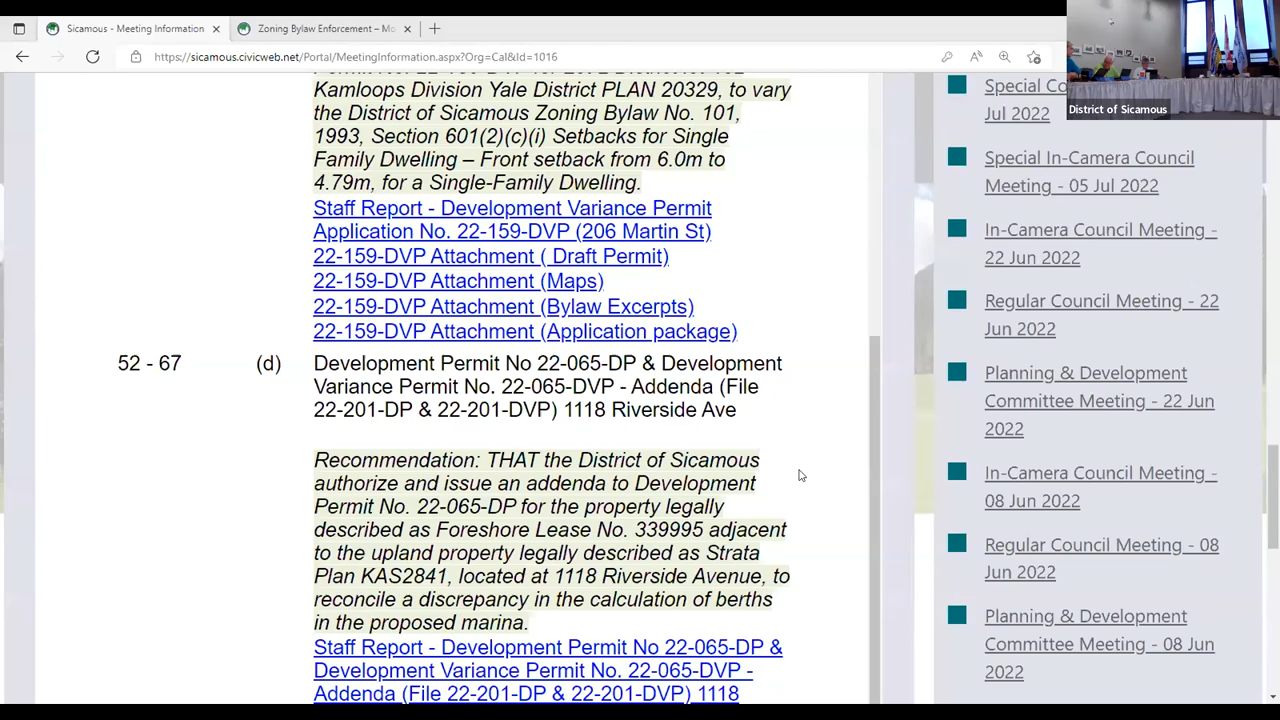 Sicamous - Meeting Information
Zoning Bylaw Enforcement – Mo
https://sicamous.civicweb.net/Portal/MeetingInformation.aspx?Org=Cal&Id=1016
District of Sicamous
Kamloops Division Yale District PLAN 20329, to vary
the District of Sicamous Zoning Bylaw No. 101,
1993, Section 601(2)(c)(i) Setbacks for Single
Family Dwelling – Front setback from 6.0m to
4.79m, for a Single-Family Dwelling.
Staff Report - Development Variance Permit
Application No. 22-159-DVP (206 Martin St)
22-159-DVP Attachment ( Draft Permit)
22-159-DVP Attachment (Maps)
22-159-DVP Attachment (Bylaw Excerpts)
22-159-DVP Attachment (Application package)
52 - 67 (d) Development Permit No 22-065-DP & Development
Variance Permit No. 22-065-DVP - Addenda (File
22-201-DP & 22-201-DVP) 1118 Riverside Ave
Recommendation: THAT the District of Sicamous
authorize and issue an addenda to Development
Permit No. 22-065-DP for the property legally
described as Foreshore Lease No. 339995 adjacent
to the upland property legally described as Strata
Plan KAS2841, located at 1118 Riverside Avenue, to
reconcile a discrepancy in the calculation of berths
in the proposed marina.
Staff Report - Development Permit No 22-065-DP &
Development Variance Permit No. 22-065-DVP -
Addenda (File 22-201-DP & 22-201-DVP) 1118
Special Co
Jul 2022
Special In-Camera Council
Meeting - 05 Jul 2022
In-Camera Council Meeting -
22 Jun 2022
Regular Council Meeting - 22
Jun 2022
Planning & Development
Committee Meeting - 22 Jun
2022
In-Camera Council Meeting -
08 Jun 2022
Regular Council Meeting - 08
Jun 2022
Planning & Development
Committee Meeting - 08 Jun
2022